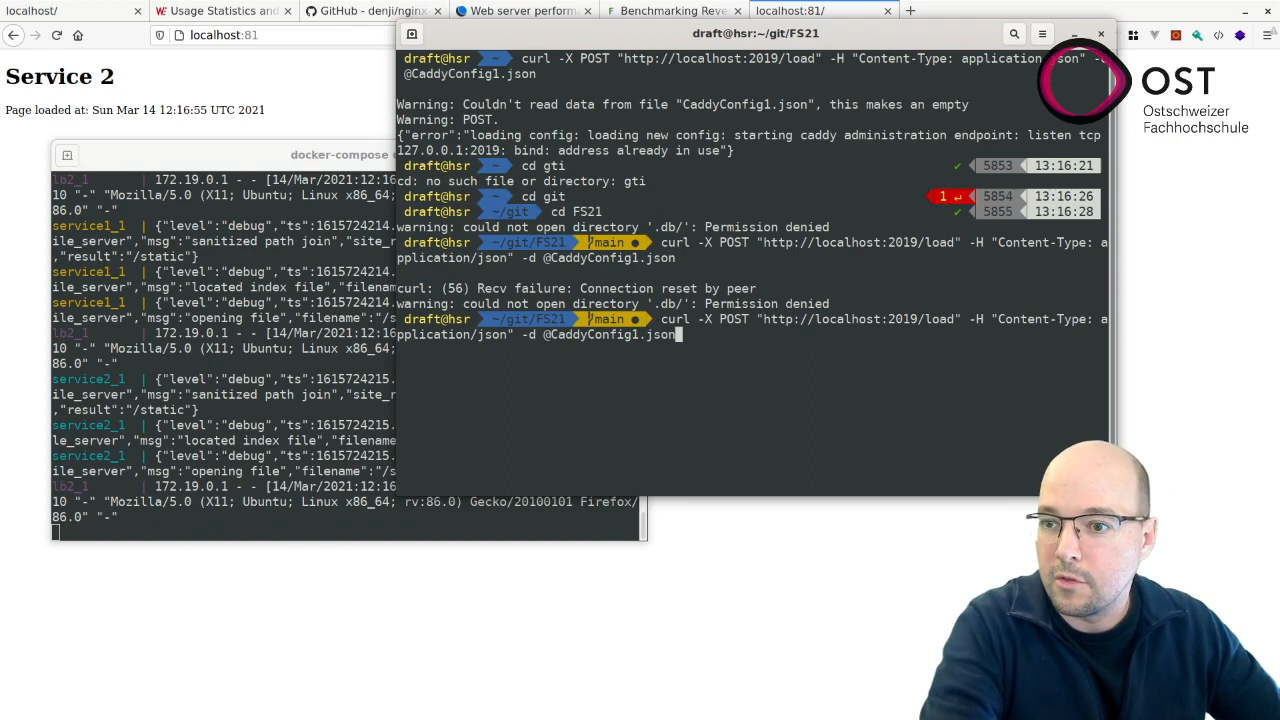 localhost/
Usage Statistics and
GitHub - denji/nginx-
Web server performa
Benchmarking Reve
localhost:81/
localhost:81
Service 2
Page loaded at: Sun Mar 14 12:16:55 UTC 2021
draft@hsr:~/git/FS21
draft@hsr ~ curl -X POST "http://localhost:2019/load" -H "Content-Type: application/json" -d
@CaddyConfig1.json
Warning: Couldn't read data from file "CaddyConfig1.json", this makes an empty
Warning: POST.
{"error":"loading config: loading new config: starting caddy administration endpoint: listen tcp
127.0.0.1:2019: bind: address already in use"}
draft@hsr ~ cd gti ✔ 5853 13:16:21
cd: no such file or directory: gti
draft@hsr ~ cd git 1 ↵ 5854 13:16:26
draft@hsr ~/git cd FS21 ✔ 5855 13:16:28
warning: could not open directory '.db/': Permission denied
draft@hsr ~/git/FS21 main ● curl -X POST "http://localhost:2019/load" -H "Content-Type: a
pplication/json" -d @CaddyConfig1.json
curl: (56) Recv failure: Connection reset by peer
warning: could not open directory '.db/': Permission denied
draft@hsr ~/git/FS21 main ● curl -X POST "http://localhost:2019/load" -H "Content-Type: a
pplication/json" -d @CaddyConfig1.json
OST
Ostschweizer
Fachhochschule
docker-compose u
lb2_1 | 172.19.0.1 - - [14/Mar/2021:12:16
10 "-" "Mozilla/5.0 (X11; Ubuntu; Linux x86_64;
86.0" "-"
service1_1 | {"level":"debug","ts":1615724214.
ile_server","msg":"sanitized path join","site_r
,"result":"/static"}
service1_1 | {"level":"debug","ts":1615724214.
ile_server","msg":"located index file","filenam
service1_1 | {"level":"debug","ts":1615724214.
ile_server","msg":"opening file","filename":"/s
lb2_1 | 172.19.0.1 - - [14/Mar/2021:12:16
10 "-" "Mozilla/5.0 (X11; Ubuntu; Linux x86_64;
86.0" "-"
service2_1 | {"level":"debug","ts":1615724215.
ile_server","msg":"sanitized path join","site_r
,"result":"/static"}
service2_1 | {"level":"debug","ts":1615724215.
le_server","msg":"located index file","filename
service2_1 | {"level":"debug","ts":1615724215.
ile_server","msg":"opening file","filename":"/s
lb2_1 | 172.19.0.1 - - [14/Mar/2021:12:16
10 "-" "Mozilla/5.0 (X11; Ubuntu; Linux x86_64; rv:86.0) Gecko/20100101 Firefox/
86.0" "-"